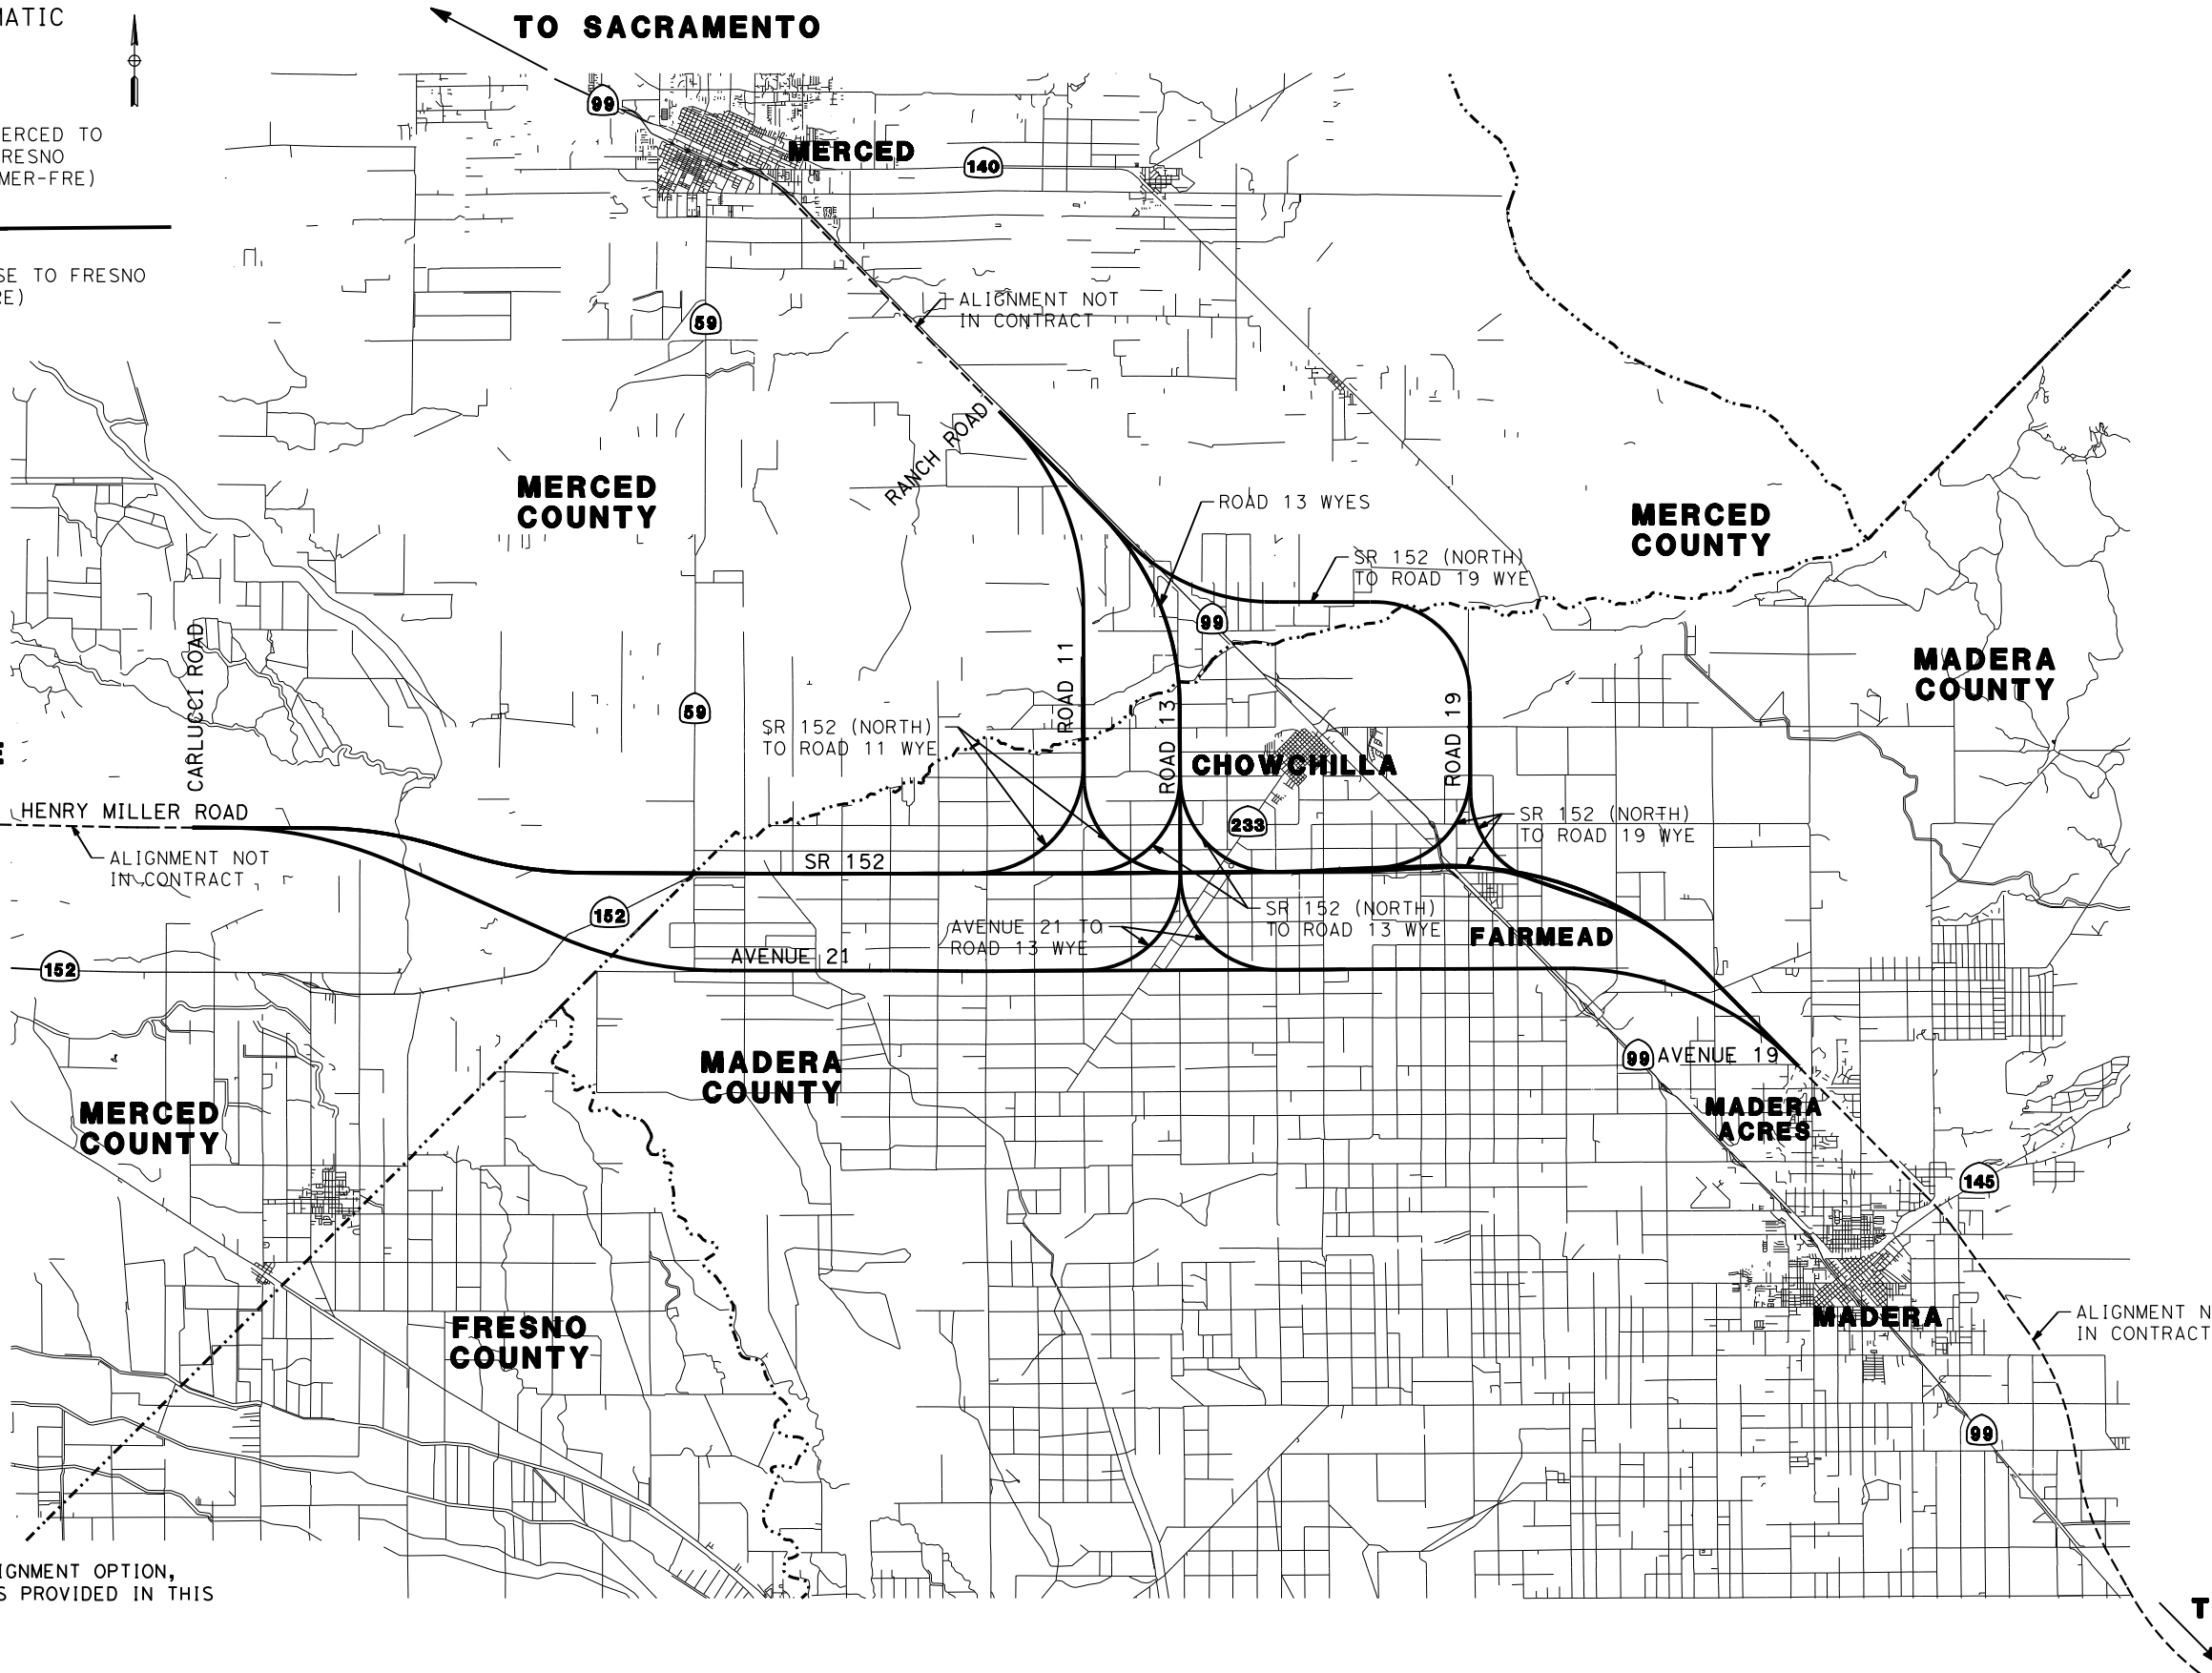 MATIC
TO SACRAMENTO
99
MERCED
140
MERCED TO
FRESNO
MER-FRE)
SE TO FRESNO
RE)
ALIGNMENT NOT
IN CONTRACT
59
RANCH ROAD
MERCED
COUNTY
ROAD 13 WYES
MERCED
COUNTY
SR 152 (NORTH)
TO ROAD 19 WYE
99
CARLUCCI ROAD
ROAD 11
MADERA
COUNTY
59
SR 152 (NORTH)
TO ROAD 11 WYE
ROAD 13
ROAD 19
CHOWCHILLA
E
HENRY MILLER ROAD
233
SR 152 (NORTH)
TO ROAD 19 WYE
ALIGNMENT NOT
IN CONTRACT
SR 152
152
SR 152 (NORTH)
TO ROAD 13 WYE
AVENUE 21 TO
ROAD 13 WYE
FAIRMEAD
152
AVENUE 21
99
AVENUE 19
MADERA
COUNTY
MERCED
COUNTY
MADERA
ACRES
145
FRESNO
COUNTY
MADERA
ALIGNMENT N
IN CONTRACT
99
IGNMENT OPTION,
S PROVIDED IN THIS
T